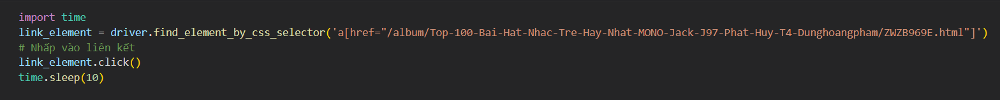 import time
link_element = driver.find_element_by_css_selector('a[href="/album/Top-100-Bai-Hat-Nhac-Tre-Hay-Nhat-MONO-Jack-J97-Phat-Huy-T4-Dunghoangpham/ZWZB969E.html"]')
# Nhấp vào liên kết
link_element.click()
time.sleep(10)